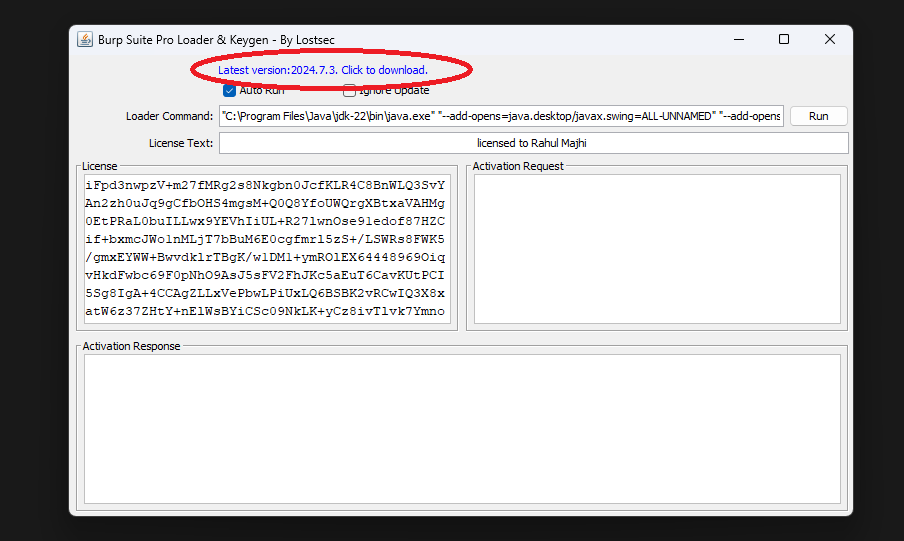 Burp Suite Pro Loader & Keygen - By Lostsec
Latest version:2024.7.3. Click to download.
Auto Run Ignore Update
Loader Command: "C:\Program Files\Java\jdk-22\bin\java.exe" "--add-opens=java.desktop/javax.swing=ALL-UNNAMED" "--add-opens Run
License Text: licensed to Rahul Majhi
License
iFpd3nwpzV+m27fMRg2s8Nkgbn0JcfKLR4C8BnWLQ3SvY
An2zh0uJq9gCfbOHS4mgsM+Q0Q8YfoUWQrgXBtxaVAHMg
0EtPRaL0buILLwx9YEVhIiUL+R27lwnOse91edof87HZC
if+bxmcJWolnMLjT7bBuM6E0cgfmrl5zS+/LSWRs8FWK5
/gmxEYWW+BwvdklrTBgK/wlDMl+ymROlEX64448969Oiq
vHkdFwbc69F0pNhO9AsJ5sFV2FhJKc5aEuT6CavKUtPCI
5Sg8IgA+4CCAgZLLxVePbwLPiUxLQ6BSBK2vRCwIQ3X8x
atW6z37ZHtY+nElWsBYiCSc09NkLK+yCz8ivTlvk7Ymno
Activation Request
Activation Response